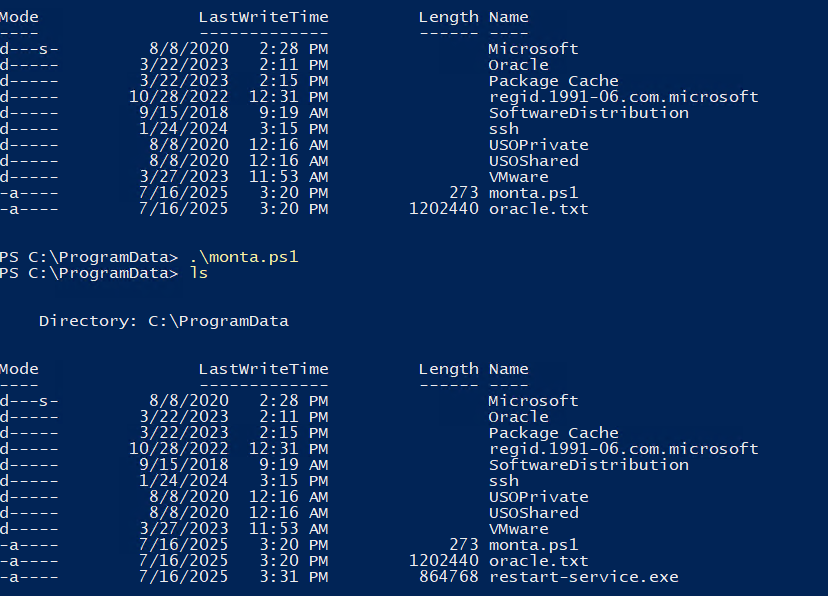 Mode                LastWriteTime         Length Name
----                -------------         ------ ----
d---s-         8/8/2020   2:28 PM                Microsoft
d-----        3/22/2023   2:11 PM                Oracle
d-----        3/22/2023   2:15 PM                Package Cache
d-----       10/28/2022  12:31 PM                regid.1991-06.com.microsoft
d-----        9/15/2018   9:19 AM                SoftwareDistribution
d-----        1/24/2024   3:15 PM                ssh
d-----         8/8/2020  12:16 AM                USOPrivate
d-----         8/8/2020  12:16 AM                USOShared
d-----        3/27/2023  11:53 AM                VMware
-a----        7/16/2025   3:20 PM            273 monta.ps1
-a----        7/16/2025   3:20 PM        1202440 oracle.txt
PS C:\ProgramData> .\monta.ps1
PS C:\ProgramData> ls
    Directory: C:\ProgramData
Mode                LastWriteTime         Length Name
----                -------------         ------ ----
d---s-         8/8/2020   2:28 PM                Microsoft
d-----        3/22/2023   2:11 PM                Oracle
d-----        3/22/2023   2:15 PM                Package Cache
d-----       10/28/2022  12:31 PM                regid.1991-06.com.microsoft
d-----        9/15/2018   9:19 AM                SoftwareDistribution
d-----        1/24/2024   3:15 PM                ssh
d-----         8/8/2020  12:16 AM                USOPrivate
d-----         8/8/2020  12:16 AM                USOShared
d-----        3/27/2023  11:53 AM                VMware
-a----        7/16/2025   3:20 PM            273 monta.ps1
-a----        7/16/2025   3:20 PM        1202440 oracle.txt
-a----        7/16/2025   3:31 PM         864768 restart-service.exe